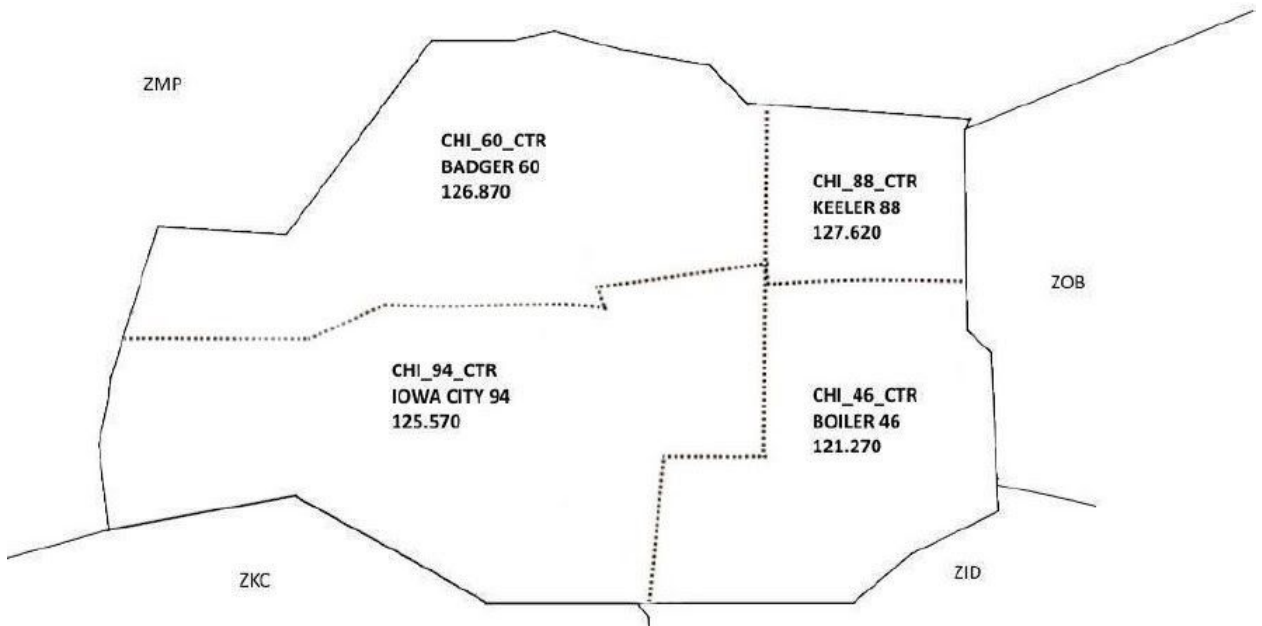 ZMP
CHI_60_CTR
BADGER 60
126.870
CHI_88_CTR
KEELER 88
127.620
ZOB
CHI_94_CTR
IOWA CITY 94
125.570
CHI_46_CTR
BOILER 46
121.270
ZKC
ZID